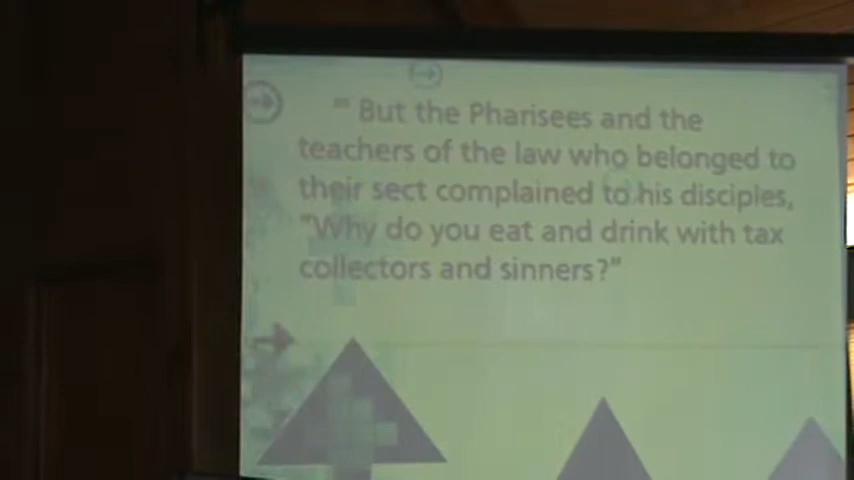 But the Pharisees and the
teachers of the law who belonged to
their sect complained to his disciples,
"Why do you eat and drink with tax
collectors and sinners?"